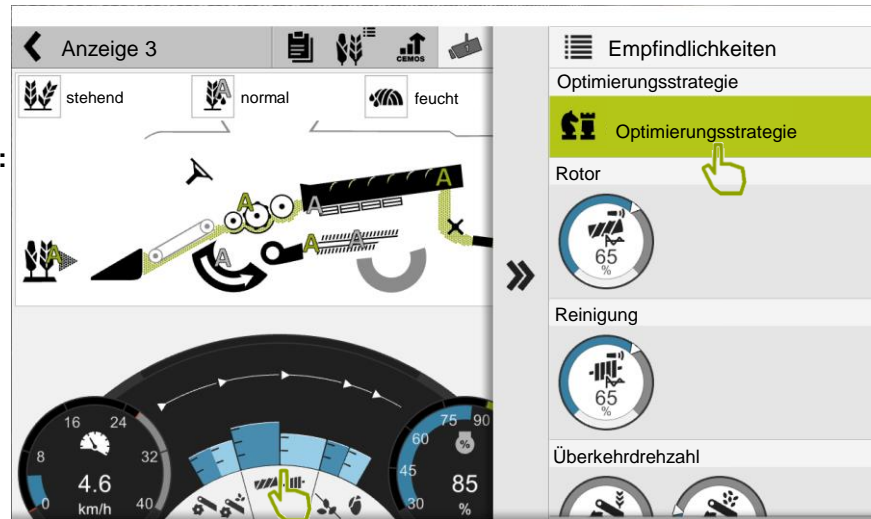 Anzeige 3
CEMOS
Empfindlichkeiten
stehend
normal
feucht
Optimierungsstrategie
Optimierungsstrategie
:
Rotor
65
%
Reinigung
65
%
Überkehrdrehzahl
A
A
A
A
A
A
A
A
0
8
16
24
32
40
4.6
km/h
30
45
60
75
90
%
85
%